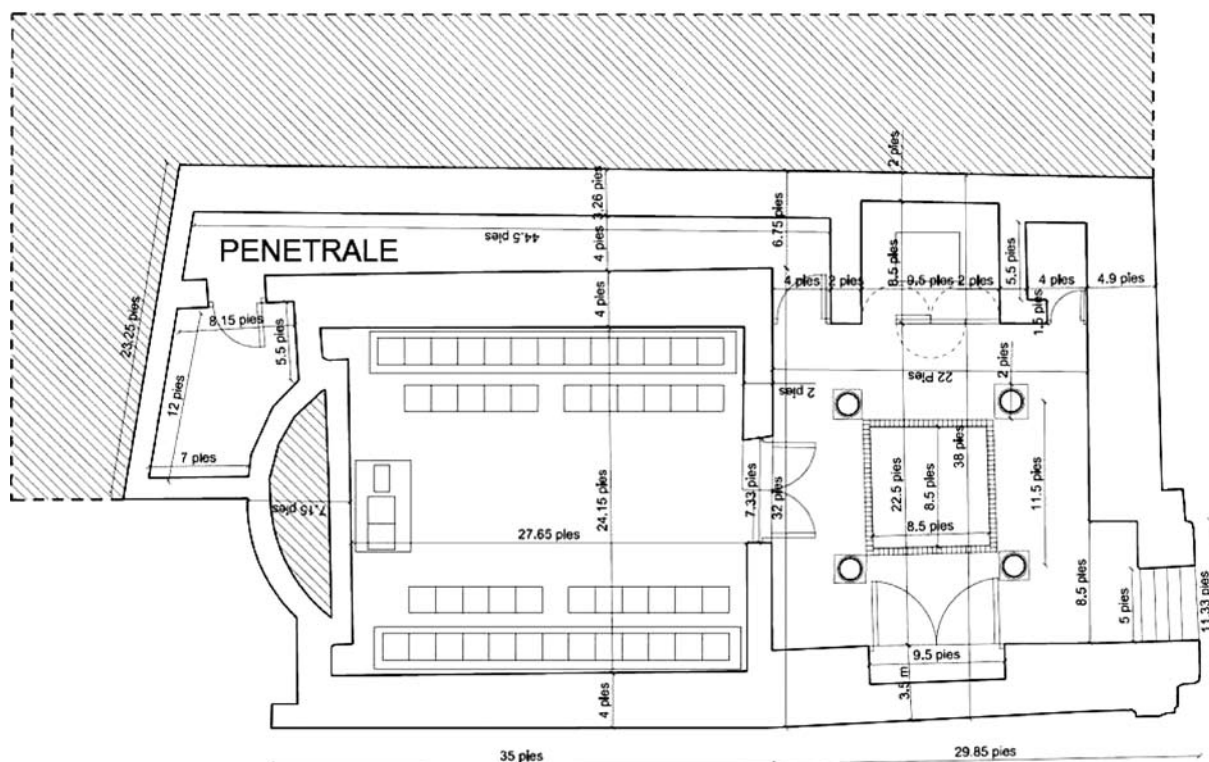 2 pies
3.26 pies
6.75 pies
44.5 pies
PENETRALE
4 pies
8.5 pies
5.5 pies
4 pies
2 pies
9.5 pies
2 pies
4 pies
4.9 pies
4 pies
1.5 pies
8.15 pies
5.5 pies
23.25 pies
12 pies
22 Pies
2 pies
2 pies
7 pies
7.15 pies
7.33 pies
32 pies
24.15 pies
27.65 pies
22.5 pies
8.5 pies
38 pies
11.5 pies
8.5 pies
8.5 pies
5 pies
11.33 pies
9.5 pies
3.5 m
4 pies
35 pies
29.85 pies